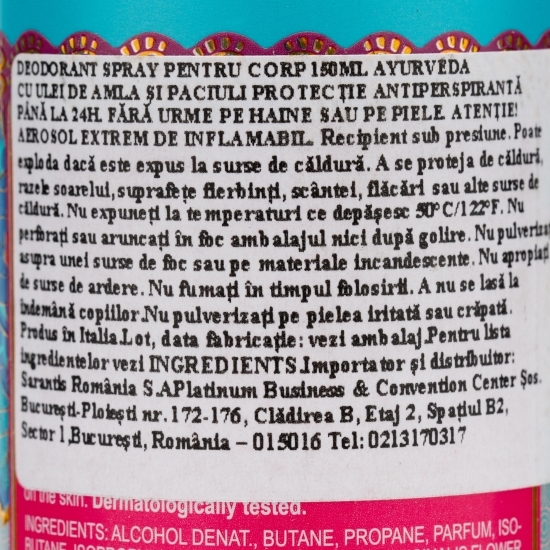 DEODORANT SPRAY PENTRU CORP 150ML AYURVEDA
CU ULEI DE AMLA ȘI PACIULI PROTECȚIE ANTIPERSPIRANTĂ
PÂNĂ LA 24H. FĂRĂ URME PE HAINE SAU PE PIELE. ATENȚIE!
AEROSOL EXTREM DE INFLAMABIL. Recipient sub presiune. Poate
exploda dacă este expus la surse de căldură. A se proteja de căldură,
razele soarelui, suprafețe fierbinți, scântei, flăcări sau alte surse de
căldură. Nu expuneți la temperaturi ce depășesc 50°C/122°F. Nu
perforați sau aruncați în foc ambalajul nici după golire. Nu pulverizați
asupra unei surse de foc sau pe materiale incandescente. Nu apropiați
de surse de ardere. Nu fumați în timpul folosirii. A nu se lasă la
îndemână copiilor.Nu pulverizați pe pielea iritată sau crăpată.
Produs în Italia.Lot, data fabricație: vezi ambalaj.Pentru lista
ingredientelor vezi INGREDIENTS.Importator și distribuitor:
Sarantis România S.APlatinum Business & Convention Center Șos.
București-Ploiești nr. 172-176, Clădirea B, Etaj 2, Spațiul B2,
Sector 1,București, România – 015016 Tel: 0213170317
on the skin. Dermatologically tested.
INGREDIENTS: ALCOHOL DENAT., BUTANE, PROPANE, PARFUM, ISO-